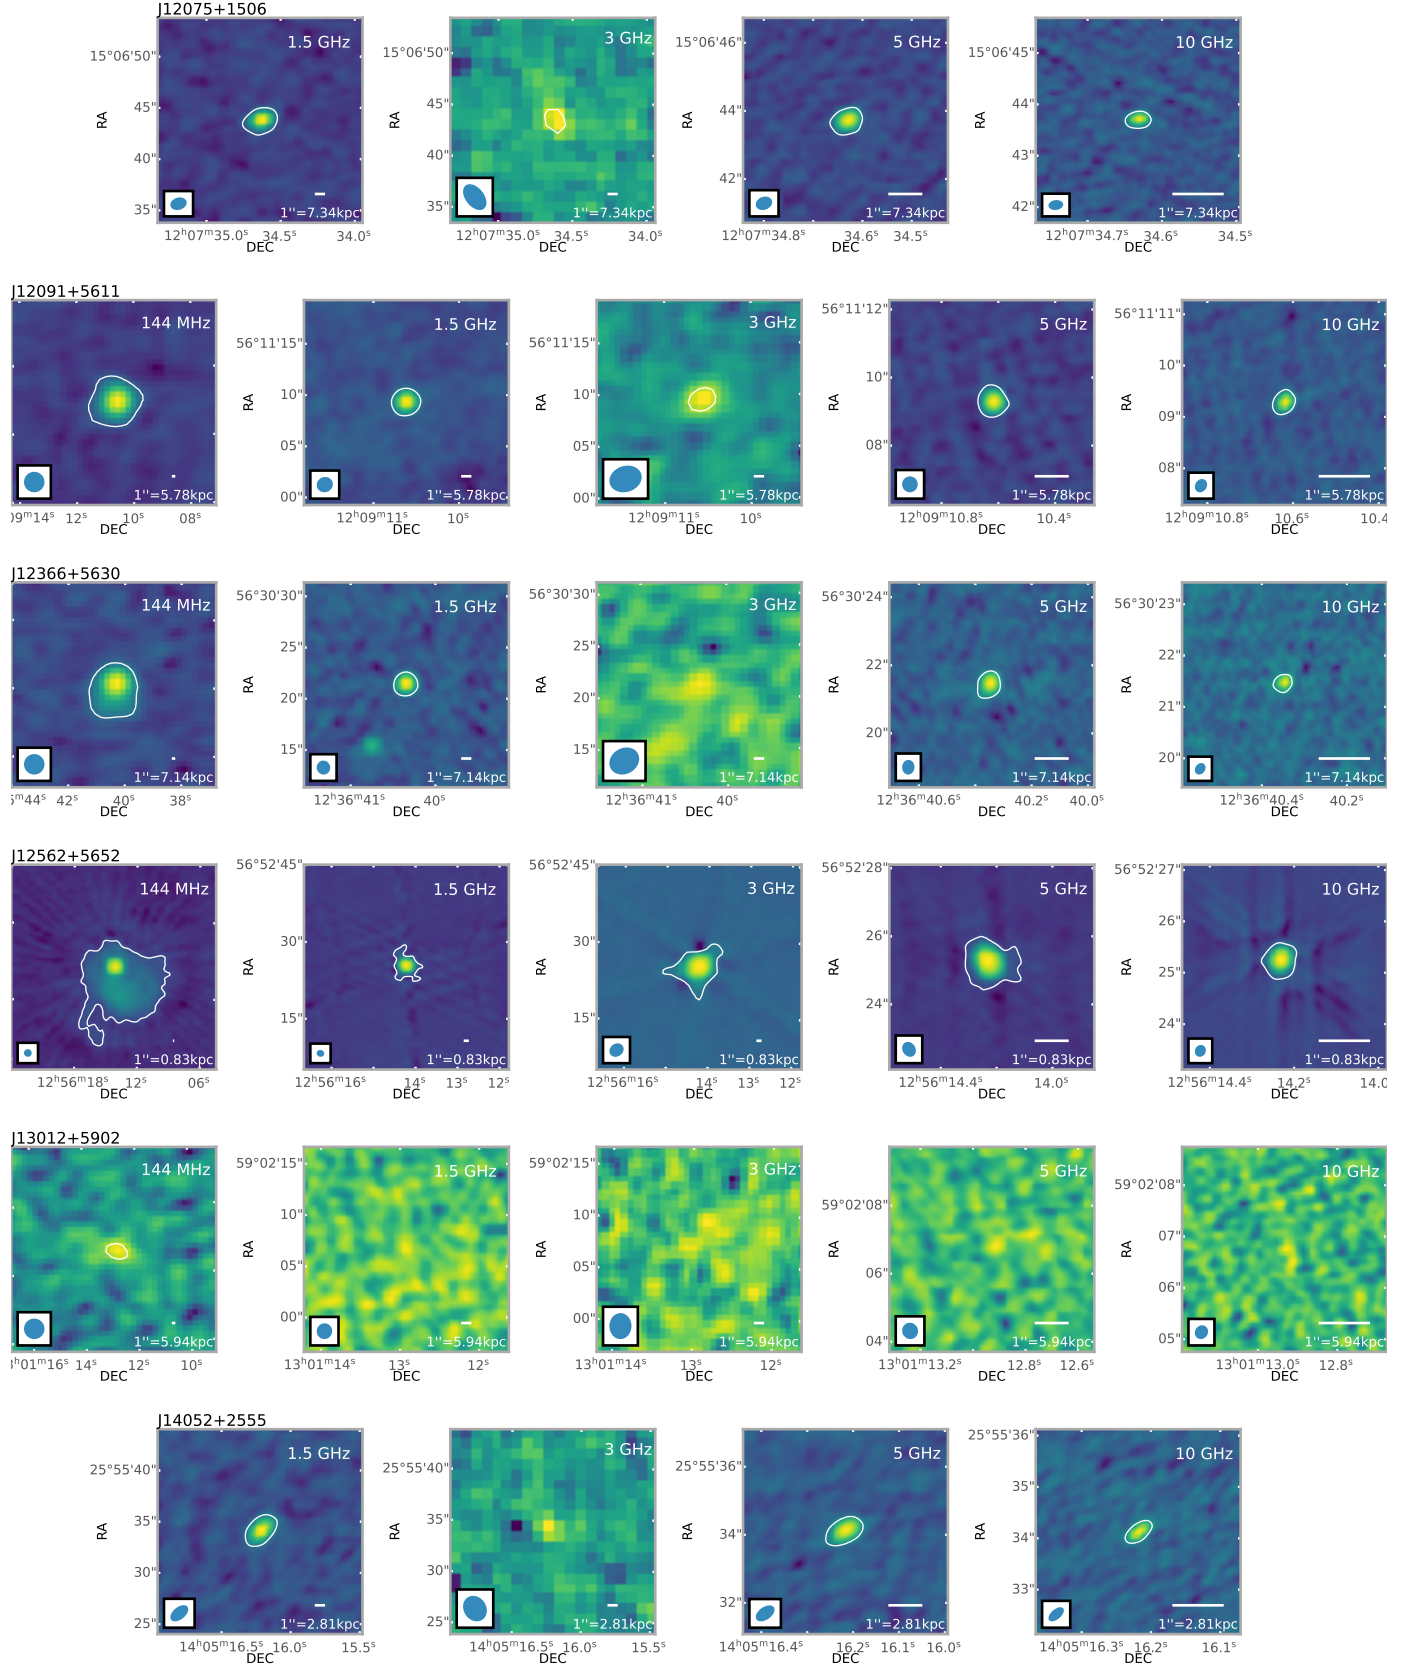 J12075+1506
1.5 GHz
3 GHz
5 GHz
10 GHz
15°06'50"
45"
40"
35"
RA
1''=7.34kpc
12ʰ07ᵐ35.0ˢ 34.5ˢ 34.0ˢ
DEC
15°06'50"
45"
40"
35"
RA
1''=7.34kpc
12ʰ07ᵐ35.0ˢ 34.5ˢ 34.0ˢ
DEC
15°06'46"
44"
42"
RA
1''=7.34kpc
12ʰ07ᵐ34.8ˢ 34.6ˢ 34.5ˢ
DEC
15°06'45"
44"
43"
42"
RA
1''=7.34kpc
12ʰ07ᵐ34.7ˢ 34.6ˢ 34.5ˢ
DEC
J12091+5611
144 MHz
1.5 GHz
3 GHz
5 GHz
10 GHz
1''=5.78kpc
09ᵐ14ˢ 12ˢ 10ˢ 08ˢ
DEC
56°11'15"
10"
05"
00"
RA
1''=5.78kpc
12ʰ09ᵐ11ˢ 10ˢ
DEC
56°11'15"
10"
05"
00"
RA
1''=5.78kpc
12ʰ09ᵐ11ˢ 10ˢ
DEC
56°11'12"
10"
08"
RA
1''=5.78kpc
12ʰ09ᵐ10.8ˢ 10.4ˢ
DEC
56°11'11"
10"
09"
08"
RA
1''=5.78kpc
12ʰ09ᵐ10.8ˢ 10.6ˢ 10.4
DEC
J12366+5630
144 MHz
1.5 GHz
3 GHz
5 GHz
10 GHz
1''=7.14kpc
ᵐ44ˢ 42ˢ 40ˢ 38ˢ
DEC
56°30'30"
25"
20"
15"
RA
1''=7.14kpc
12ʰ36ᵐ41ˢ 40ˢ
DEC
56°30'30"
25"
20"
15"
RA
1''=7.14kpc
12ʰ36ᵐ41ˢ 40ˢ
DEC
56°30'24"
22"
20"
RA
1''=7.14kpc
12ʰ36ᵐ40.6ˢ 40.2ˢ 40.0ˢ
DEC
56°30'23"
22"
21"
20"
RA
1''=7.14kpc
12ʰ36ᵐ40.4ˢ 40.2ˢ
DEC
J12562+5652
144 MHz
1.5 GHz
3 GHz
5 GHz
10 GHz
1''=0.83kpc
12ʰ56ᵐ18ˢ 12ˢ 06ˢ
DEC
56°52'45"
30"
15"
RA
1''=0.83kpc
12ʰ56ᵐ16ˢ 14ˢ 13ˢ 12ˢ
DEC
56°52'45"
30"
15"
RA
1''=0.83kpc
12ʰ56ᵐ16ˢ 14ˢ 13ˢ 12ˢ
DEC
56°52'28"
26"
24"
RA
1''=0.83kpc
12ʰ56ᵐ14.4ˢ 14.0ˢ
DEC
56°52'27"
26"
25"
24"
RA
1''=0.83kpc
12ʰ56ᵐ14.4ˢ 14.2ˢ 14.0
DEC
J13012+5902
144 MHz
1.5 GHz
3 GHz
5 GHz
10 GHz
1''=5.94kpc
ʰ01ᵐ16ˢ 14ˢ 12ˢ 10ˢ
DEC
59°02'15"
10"
05"
00"
RA
1''=5.94kpc
13ʰ01ᵐ14ˢ 13ˢ 12ˢ
DEC
59°02'15"
10"
05"
00"
RA
1''=5.94kpc
13ʰ01ᵐ14ˢ 13ˢ 12ˢ
DEC
59°02'08"
06"
04"
RA
1''=5.94kpc
13ʰ01ᵐ13.2ˢ 12.8ˢ 12.6ˢ
DEC
59°02'08"
07"
06"
05"
RA
1''=5.94kpc
13ʰ01ᵐ13.0ˢ 12.8ˢ
DEC
J14052+2555
1.5 GHz
3 GHz
5 GHz
10 GHz
25°55'40"
35"
30"
25"
RA
1''=2.81kpc
14ʰ05ᵐ16.5ˢ 16.0ˢ 15.5ˢ
DEC
25°55'40"
35"
30"
25"
RA
1''=2.81kpc
14ʰ05ᵐ16.5ˢ 16.0ˢ 15.5ˢ
DEC
25°55'36"
34"
32"
RA
1''=2.81kpc
14ʰ05ᵐ16.4ˢ 16.2ˢ 16.1ˢ 16.0ˢ
DEC
25°55'36"
35"
34"
33"
RA
1''=2.81kpc
14ʰ05ᵐ16.3ˢ 16.2ˢ 16.1ˢ
DEC